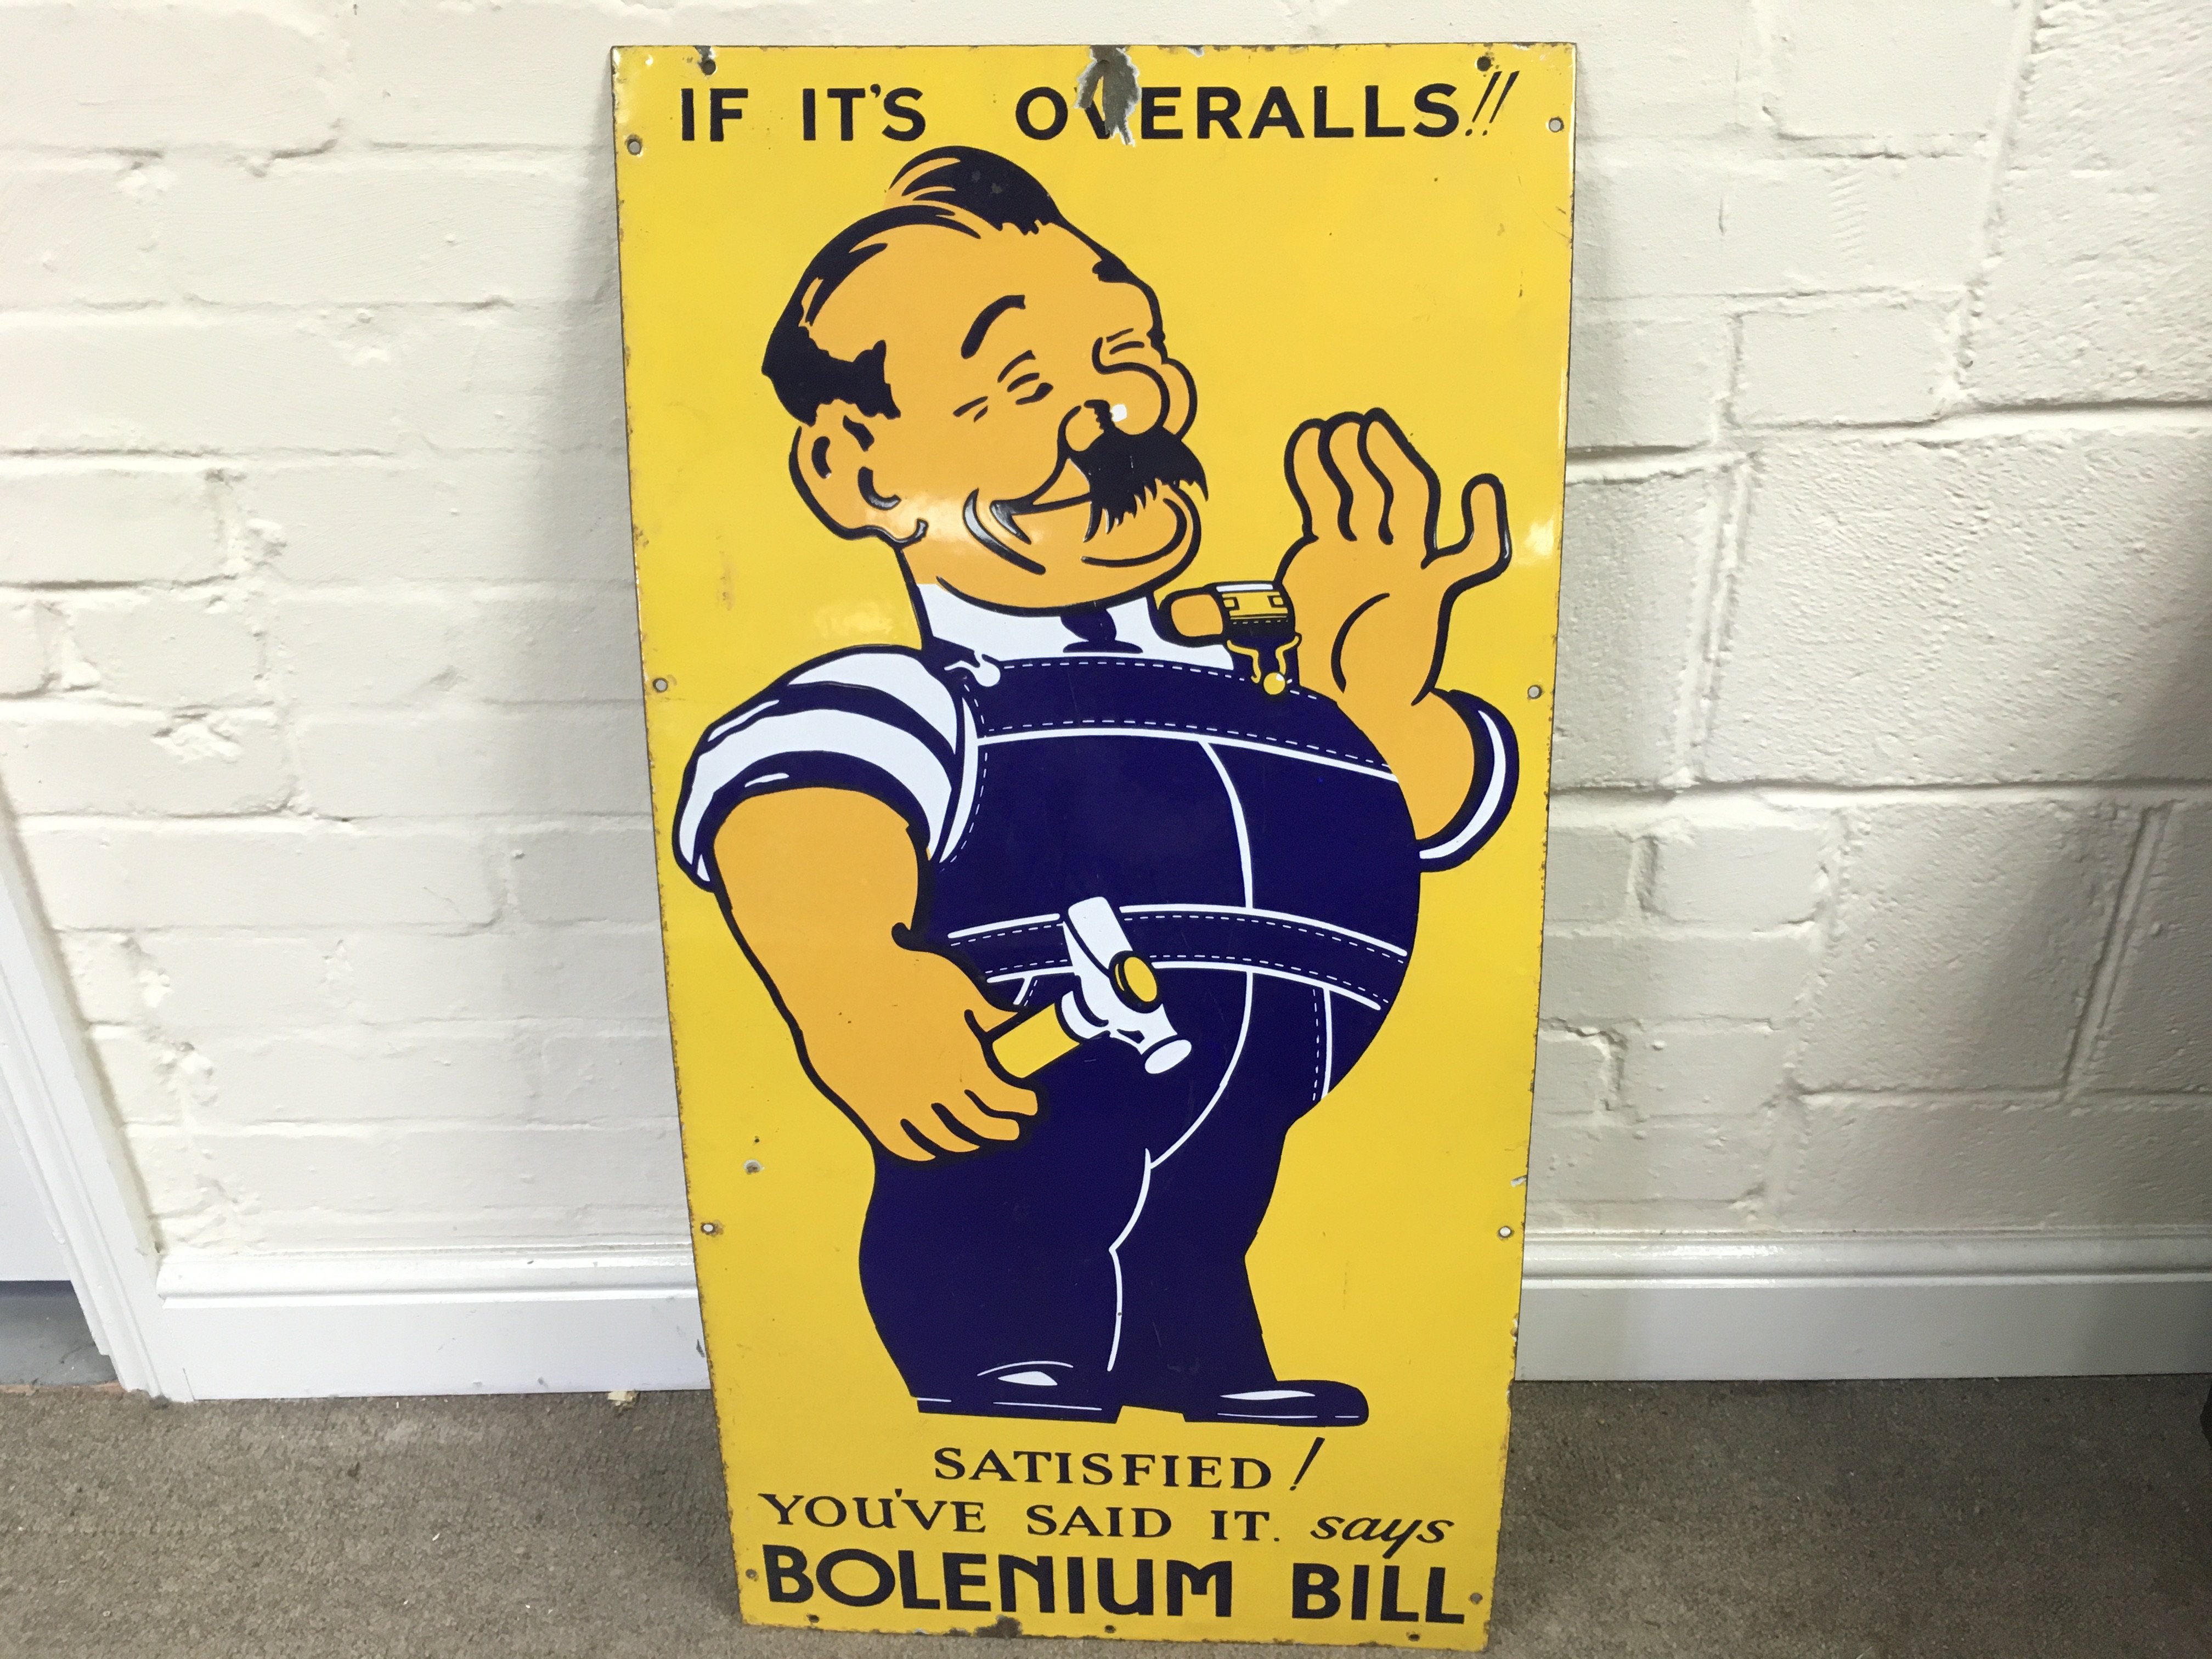 IF IT'S OVERALLS!!
SATISFIED!
YOU'VE SAID IT. says
BOLENIUM BILL